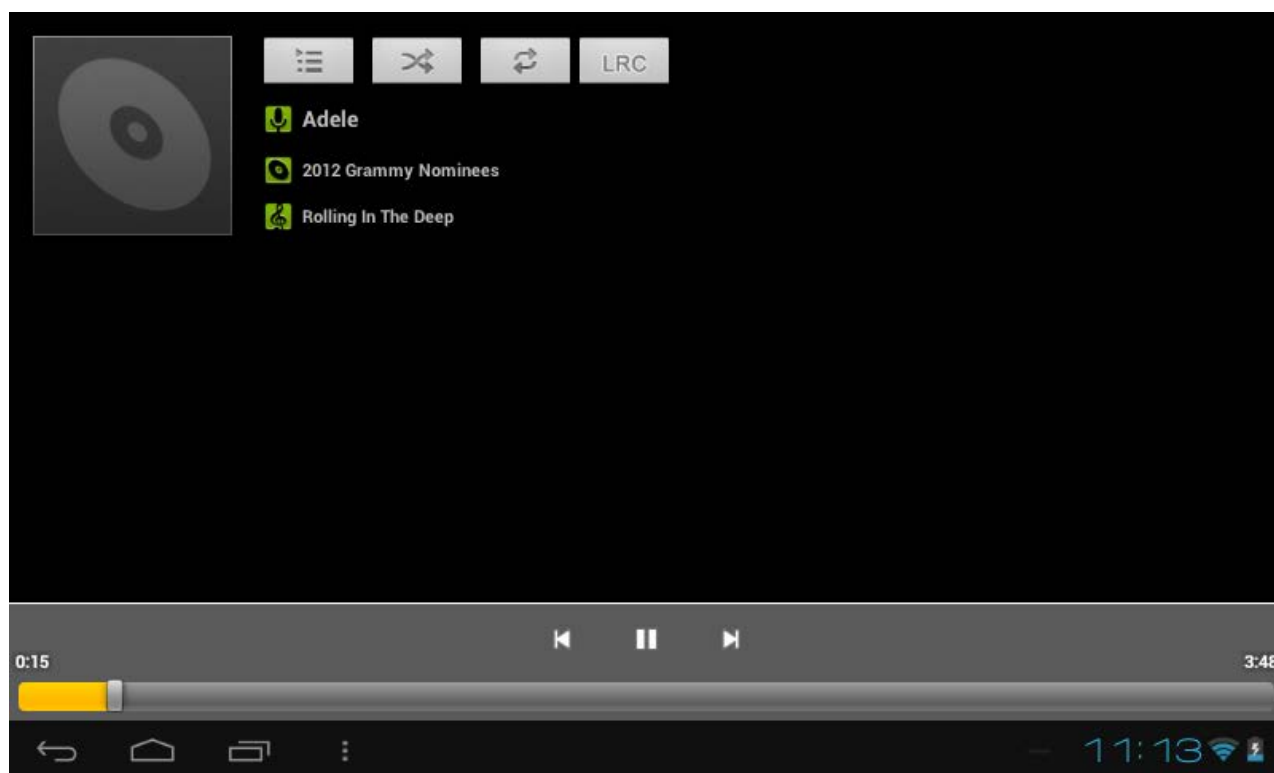 LRC
Adele
2012 Grammy Nominees
Rolling In The Deep
0:15 3:48
11:13